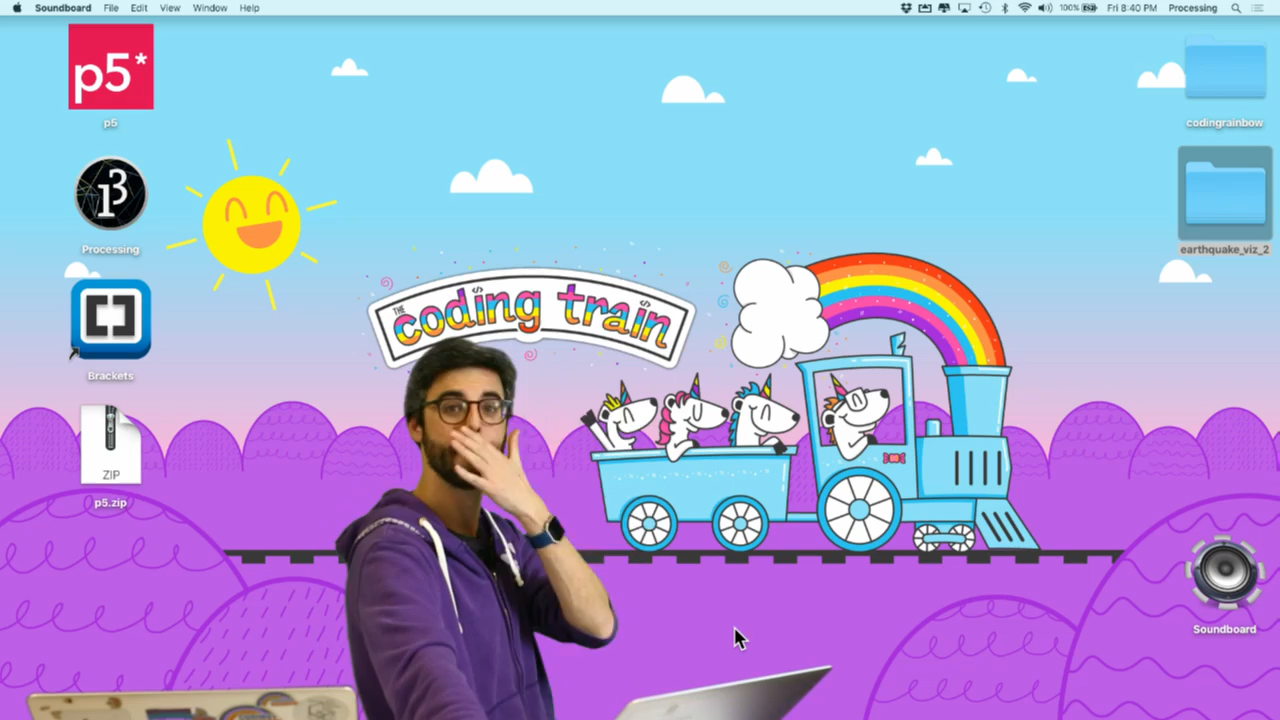 Soundboard File Edit View Window Help
100% Fri 8:40 PM Processing
p5*
p5
Processing
Brackets
ZIP
p5.zip
THE
coding train
codingrainbow
earthquake_viz_2
Soundboard